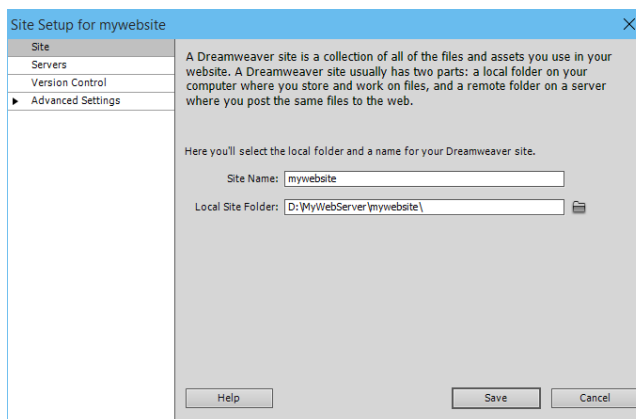 Site Setup for mywebsite
Site
Servers
Version Control
Advanced Settings
A Dreamweaver site is a collection of all of the files and assets you use in your
website. A Dreamweaver site usually has two parts: a local folder on your
computer where you store and work on files, and a remote folder on a server
where you post the same files to the web.
Here you'll select the local folder and a name for your Dreamweaver site.
Site Name: mywebsite
Local Site Folder: D:\MyWebServer\mywebsite\
Help Save Cancel